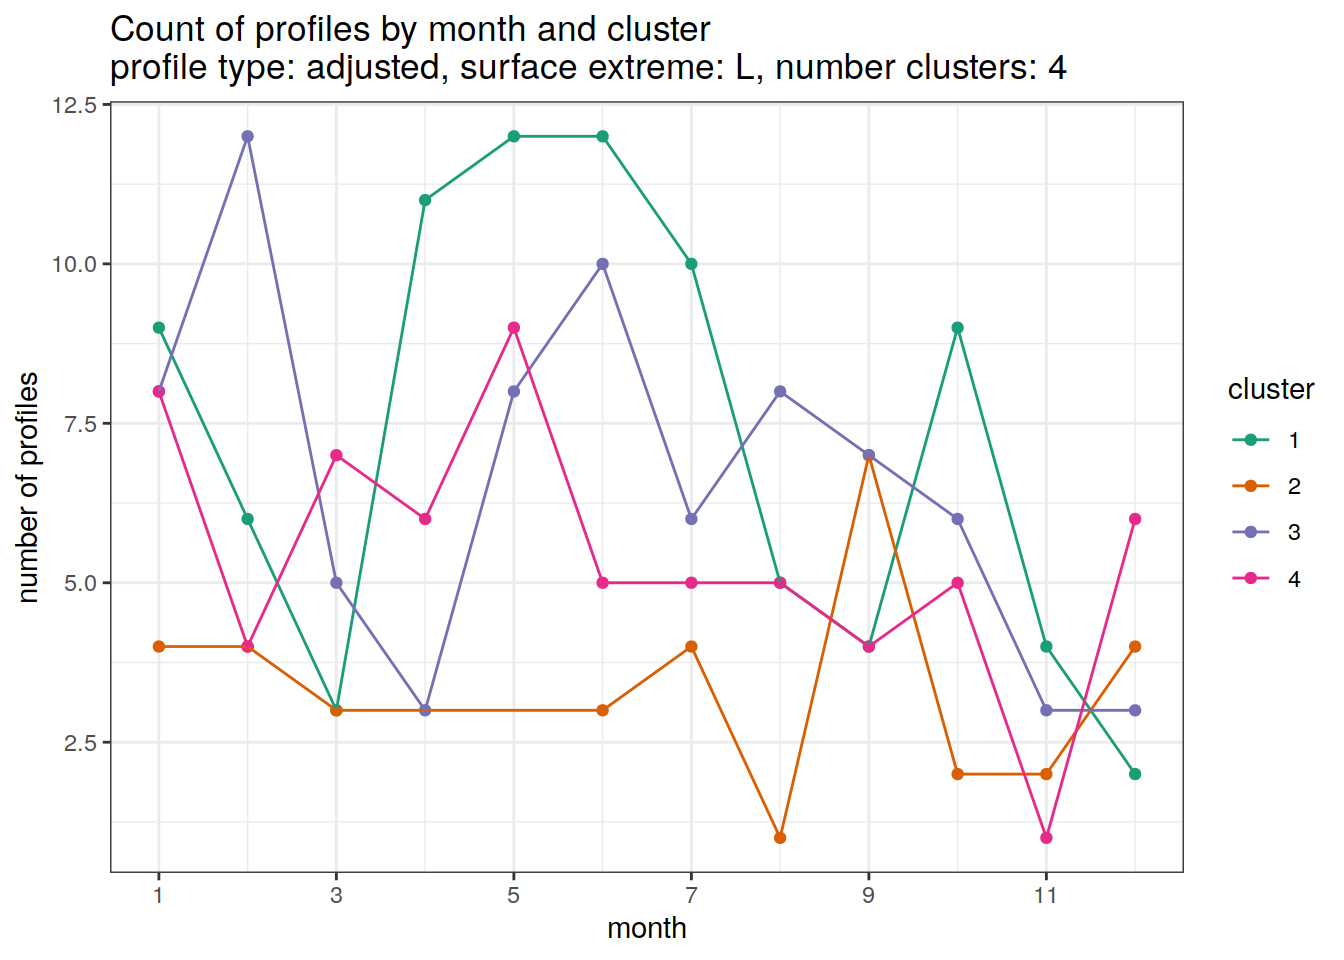 Count of profiles by month and cluster
profile type: adjusted, surface extreme: L, number clusters: 4
12.5
10.0
7.5
5.0
2.5
number of profiles
1 3 5 7 9 11
month
cluster
1
2
3
4